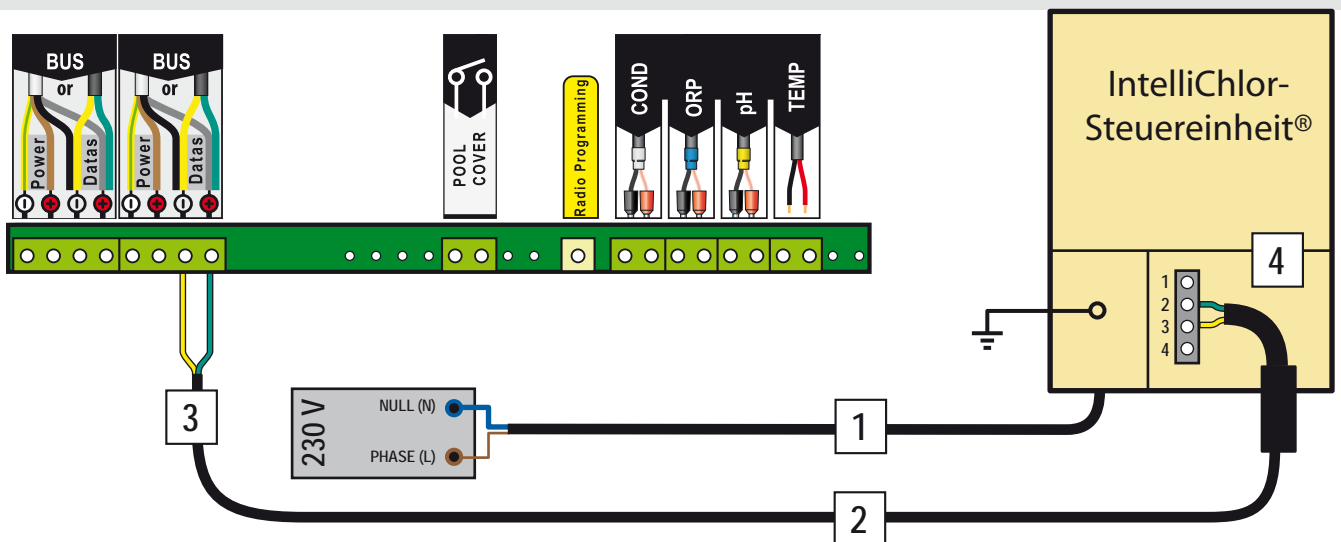 BUS
or
Power
Datas
BUS
or
Power
Datas
POOL
COVER
Radio Programming
COND
ORP
pH
TEMP
IntelliChlor-
Steuereinheit®
4
1
2
3
4
3
230 V
NULL (N)
PHASE (L)
1
2